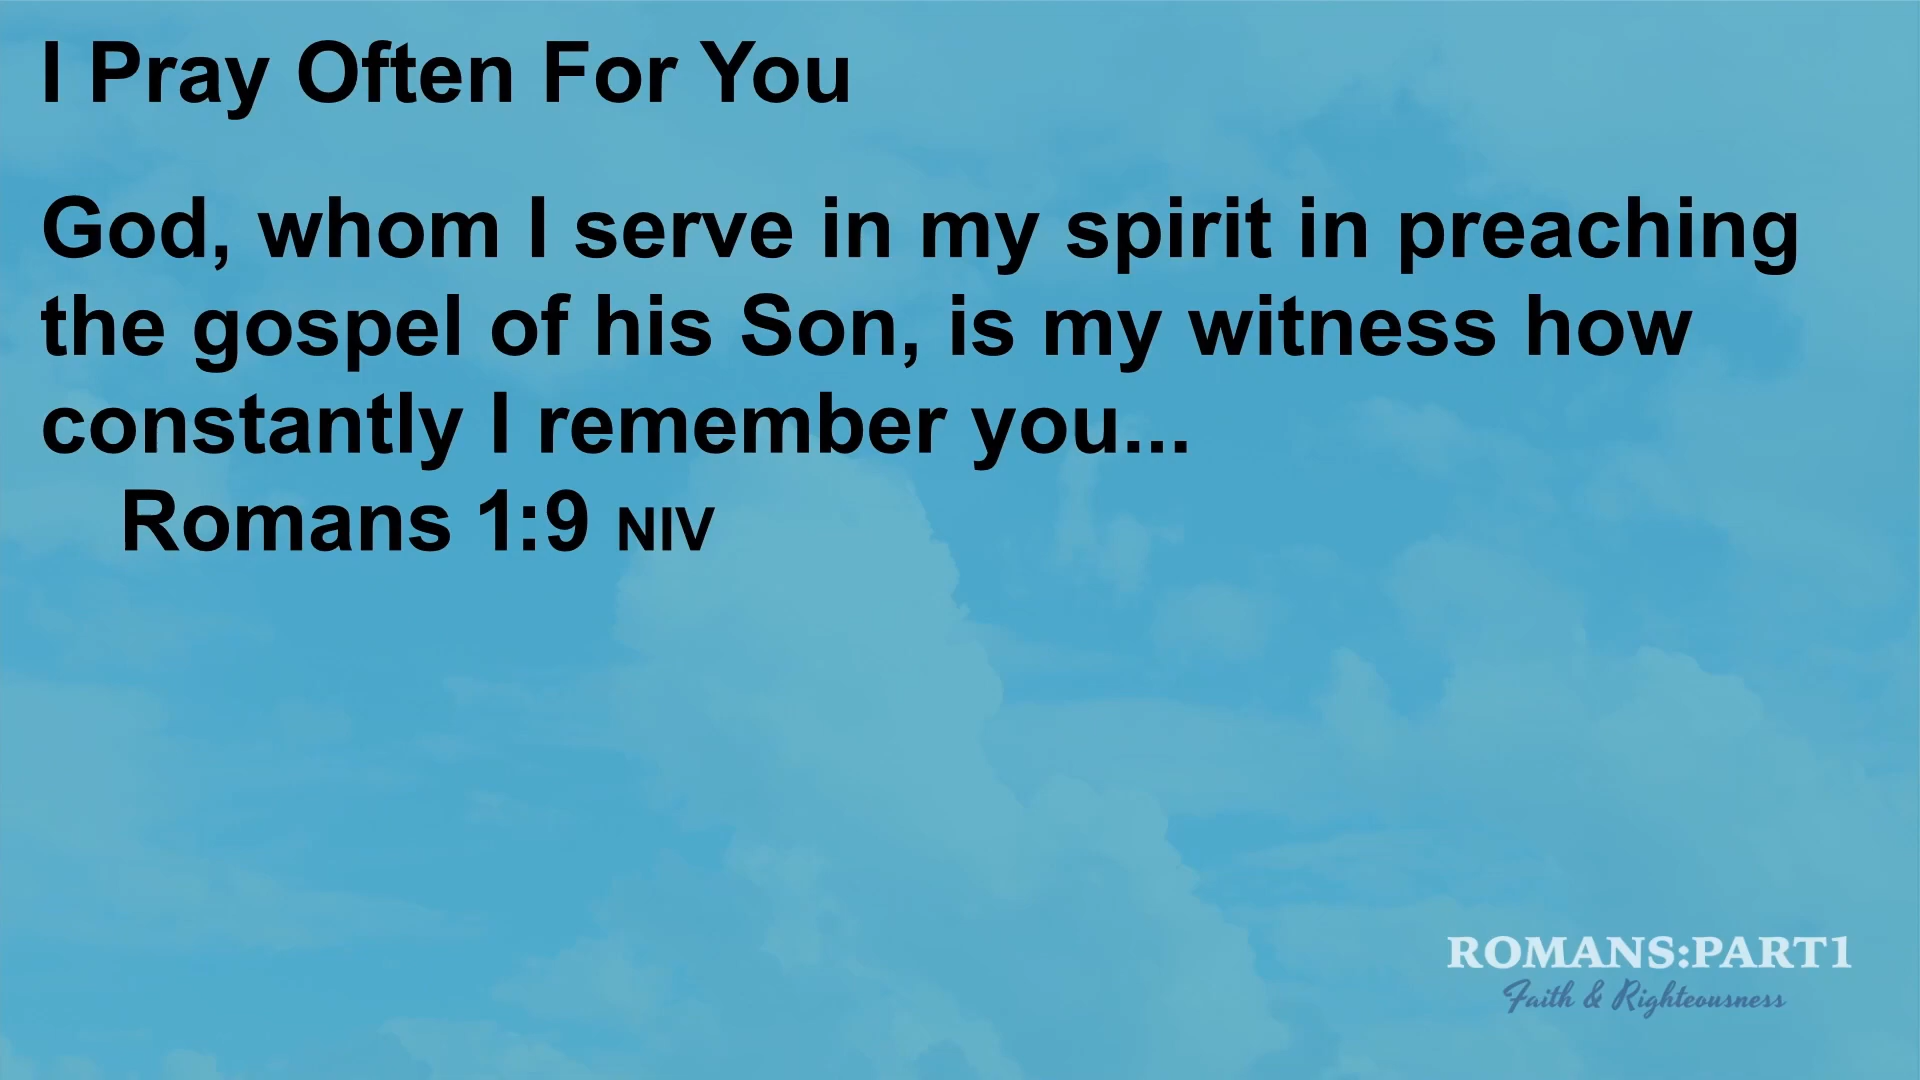 I Pray Often For You
God, whom I serve in my spirit in preaching
the gospel of his Son, is my witness how
constantly I remember you...
Romans 1:9 NIV
ROMANS:PART1
Faith & Righteousness